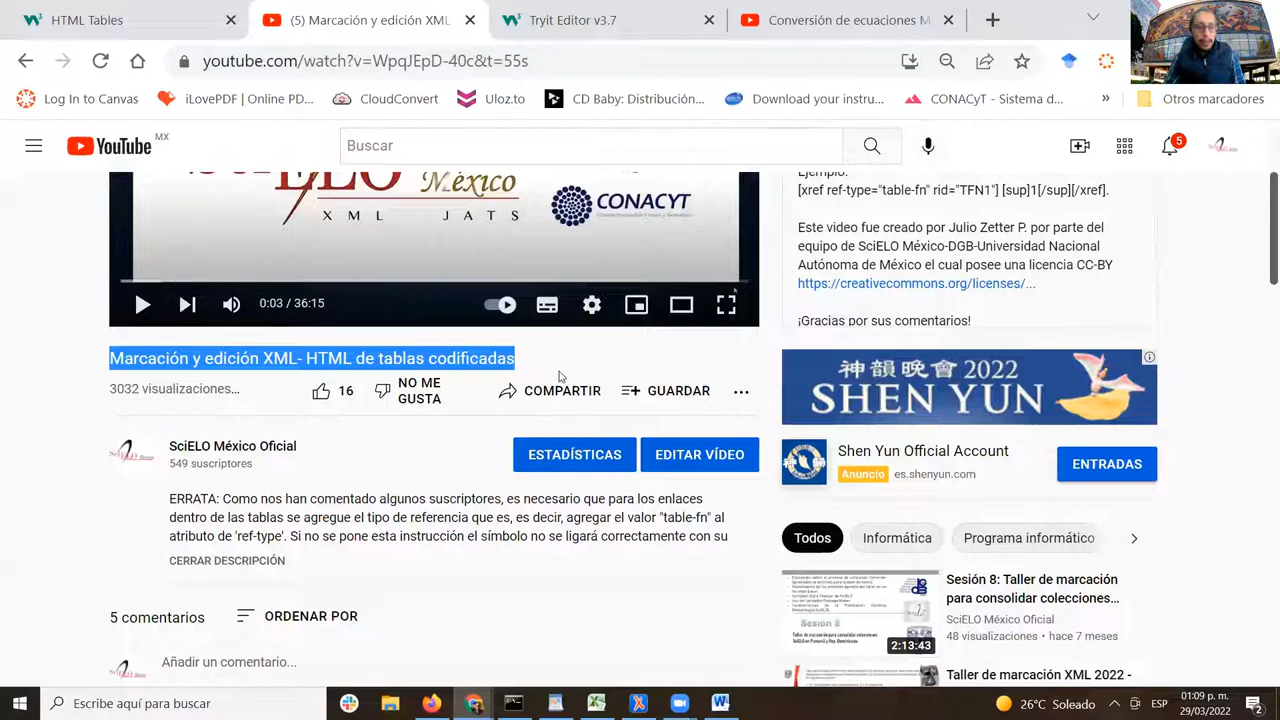 HTML Tables
(5) Marcación y edición XML
Tryit Editor v3.7
Conversión de ecuaciones M
youtube.com/watch?v=WpqJEpD-40c&t=55s
Log In to Canvas
iLovePDF | Online PD...
CloudConvert
Uloz.to
CD Baby: Distribución...
Download your instru...
CONACyT - Sistema d...
»
Otros marcadores
YouTube MX
Buscar
5
México
XML JATS
CONACYT
0:03 / 36:15
Marcación y edición XML- HTML de tablas codificadas
3032 visualizaciones...
16
NO ME
GUSTA
COMPARTIR
GUARDAR
SciELO México Oficial
549 suscriptores
ESTADÍSTICAS
EDITAR VÍDEO
ERRATA: Como nos han comentado algunos suscriptores, es necesario que para los enlaces
dentro de las tablas se agregue el tipo de referencia que es, es decir, agregar el valor "table-fn" al
atributo de 'ref-type'. Si no se pone esta instrucción el símbolo no se ligará correctamente con su
CERRAR DESCRIPCIÓN
Comentarios
ORDENAR POR
Añadir un comentario...
Ejemplo:
[xref ref-type="table-fn" rid="TFN1"] [sup]1[/sup][/xref].
Este video fue creado por Julio Zetter P. por parte del
equipo de SciELO México-DGB-Universidad Nacional
Autónoma de México el cual posee una licencia CC-BY
https://creativecommons.org/licenses/...
¡Gracias por sus comentarios!
神韻晚會 2022
SHEN YUN
Shen Yun Official Account
Anuncio es.shenyun.com
ENTRADAS
Todos
Informática
Programa informático
Sesión 8
2:13:43
Sesión 8: Taller de marcación
para consolidar colecciones...
SciELO México Oficial
48 visualizaciones • hace 7 meses
Taller de marcación XML 2022 -
Escribe aquí para buscar
26°C Soleado
ESP
01:09 p. m.
29/03/2022
2